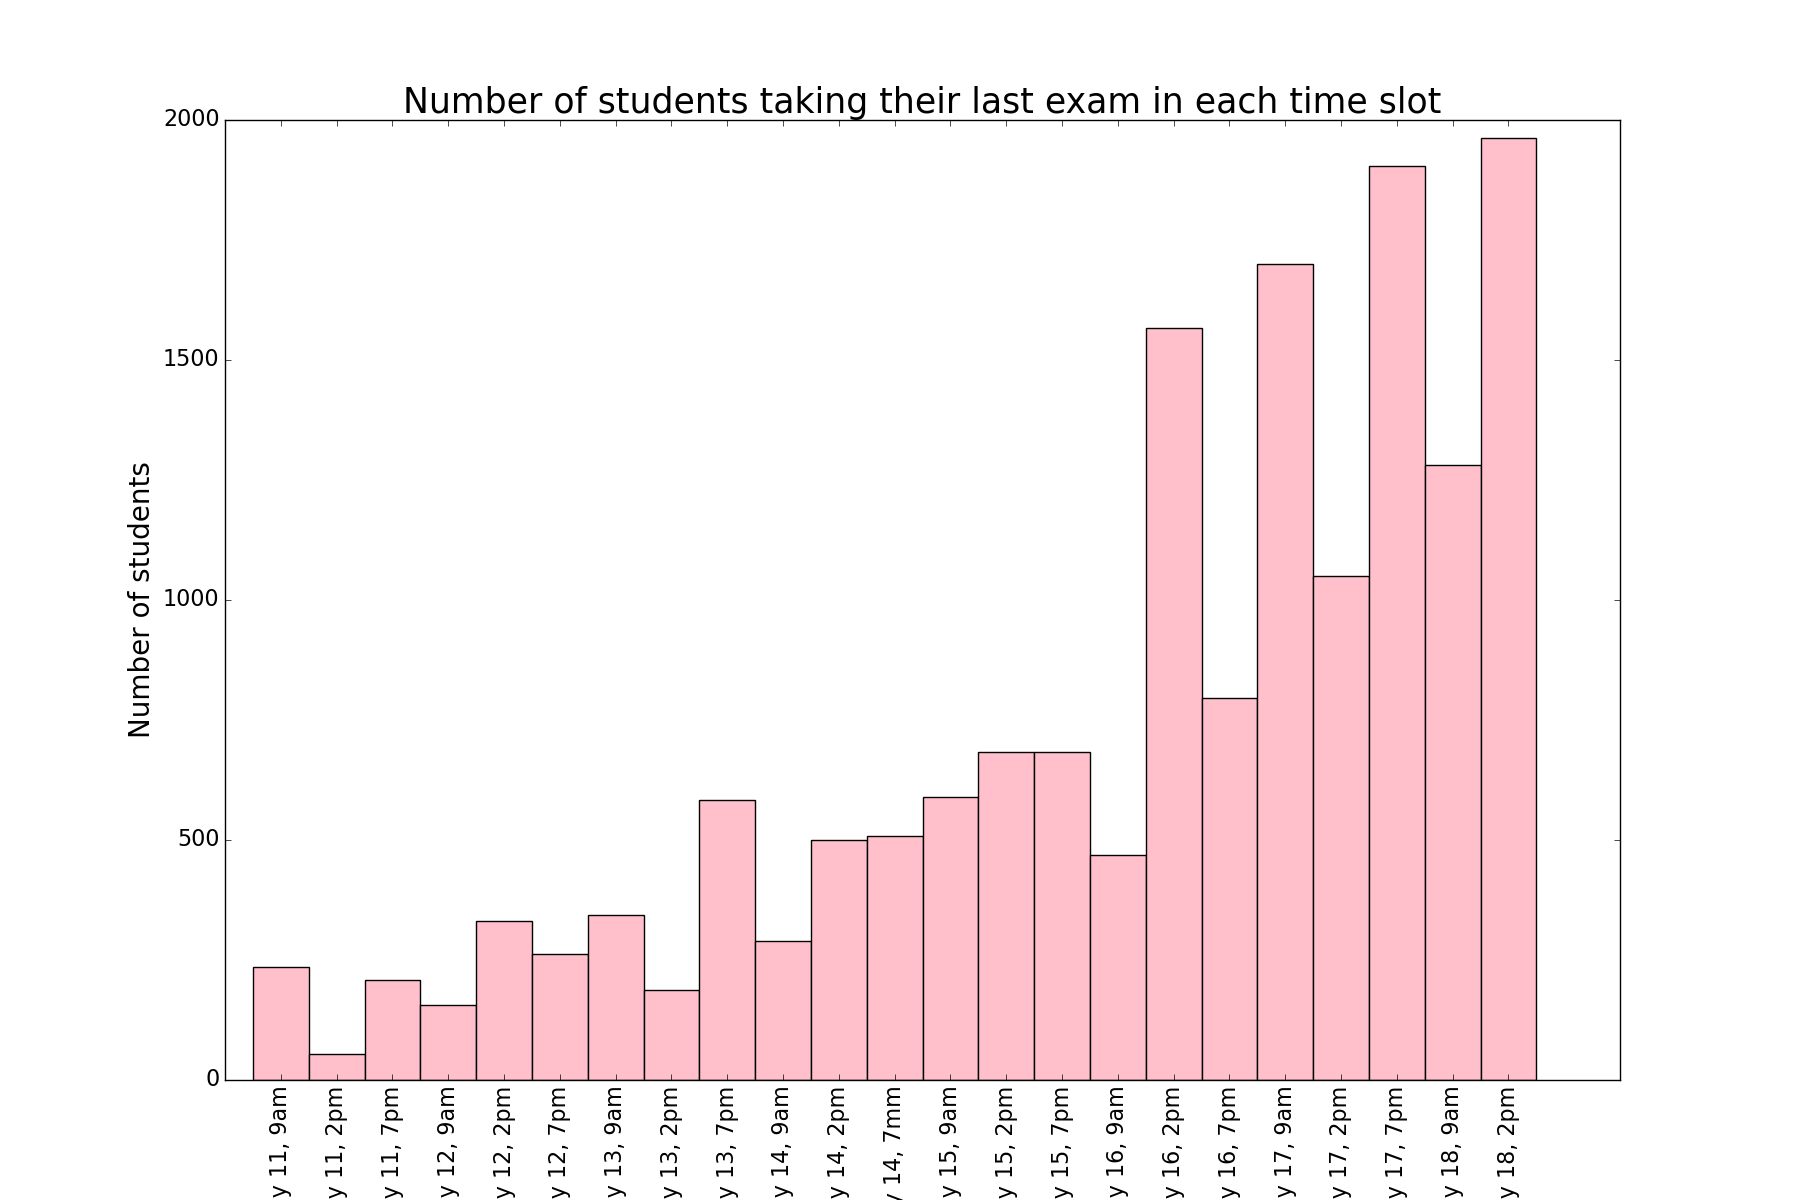 Number of students taking their last exam in each time slot
Number of students
2000
1500
1000
500
0
y 11, 9am
y 11, 2pm
y 11, 7pm
y 12, 9am
y 12, 2pm
y 12, 7pm
y 13, 9am
y 13, 2pm
y 13, 7pm
y 14, 9am
y 14, 2pm
y 14, 7mm
y 15, 9am
y 15, 2pm
y 15, 7pm
y 16, 9am
y 16, 2pm
y 16, 7pm
y 17, 9am
y 17, 2pm
y 17, 7pm
y 18, 9am
y 18, 2pm